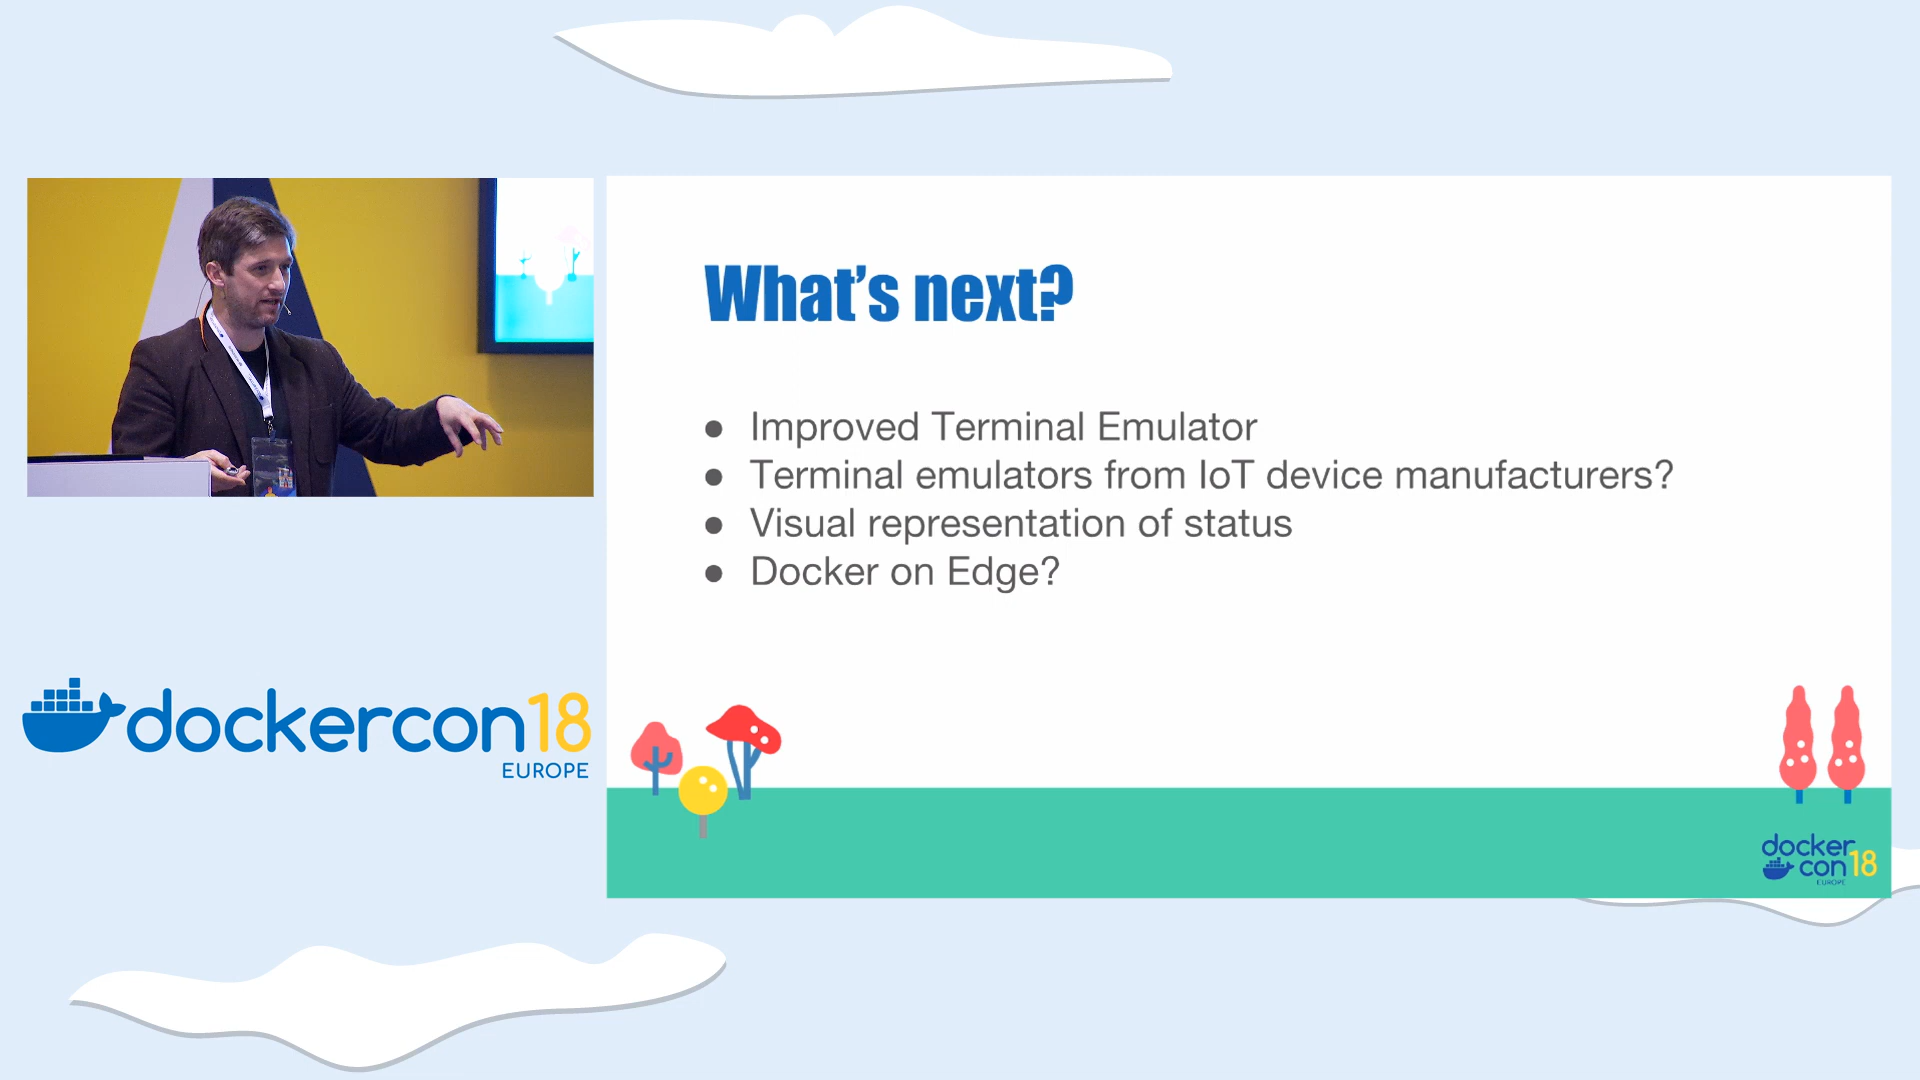 What's next?
● Improved Terminal Emulator
● Terminal emulators from IoT device manufacturers?
● Visual representation of status
● Docker on Edge?
dockercon18
EUROPE
docker
con18
EUROPE